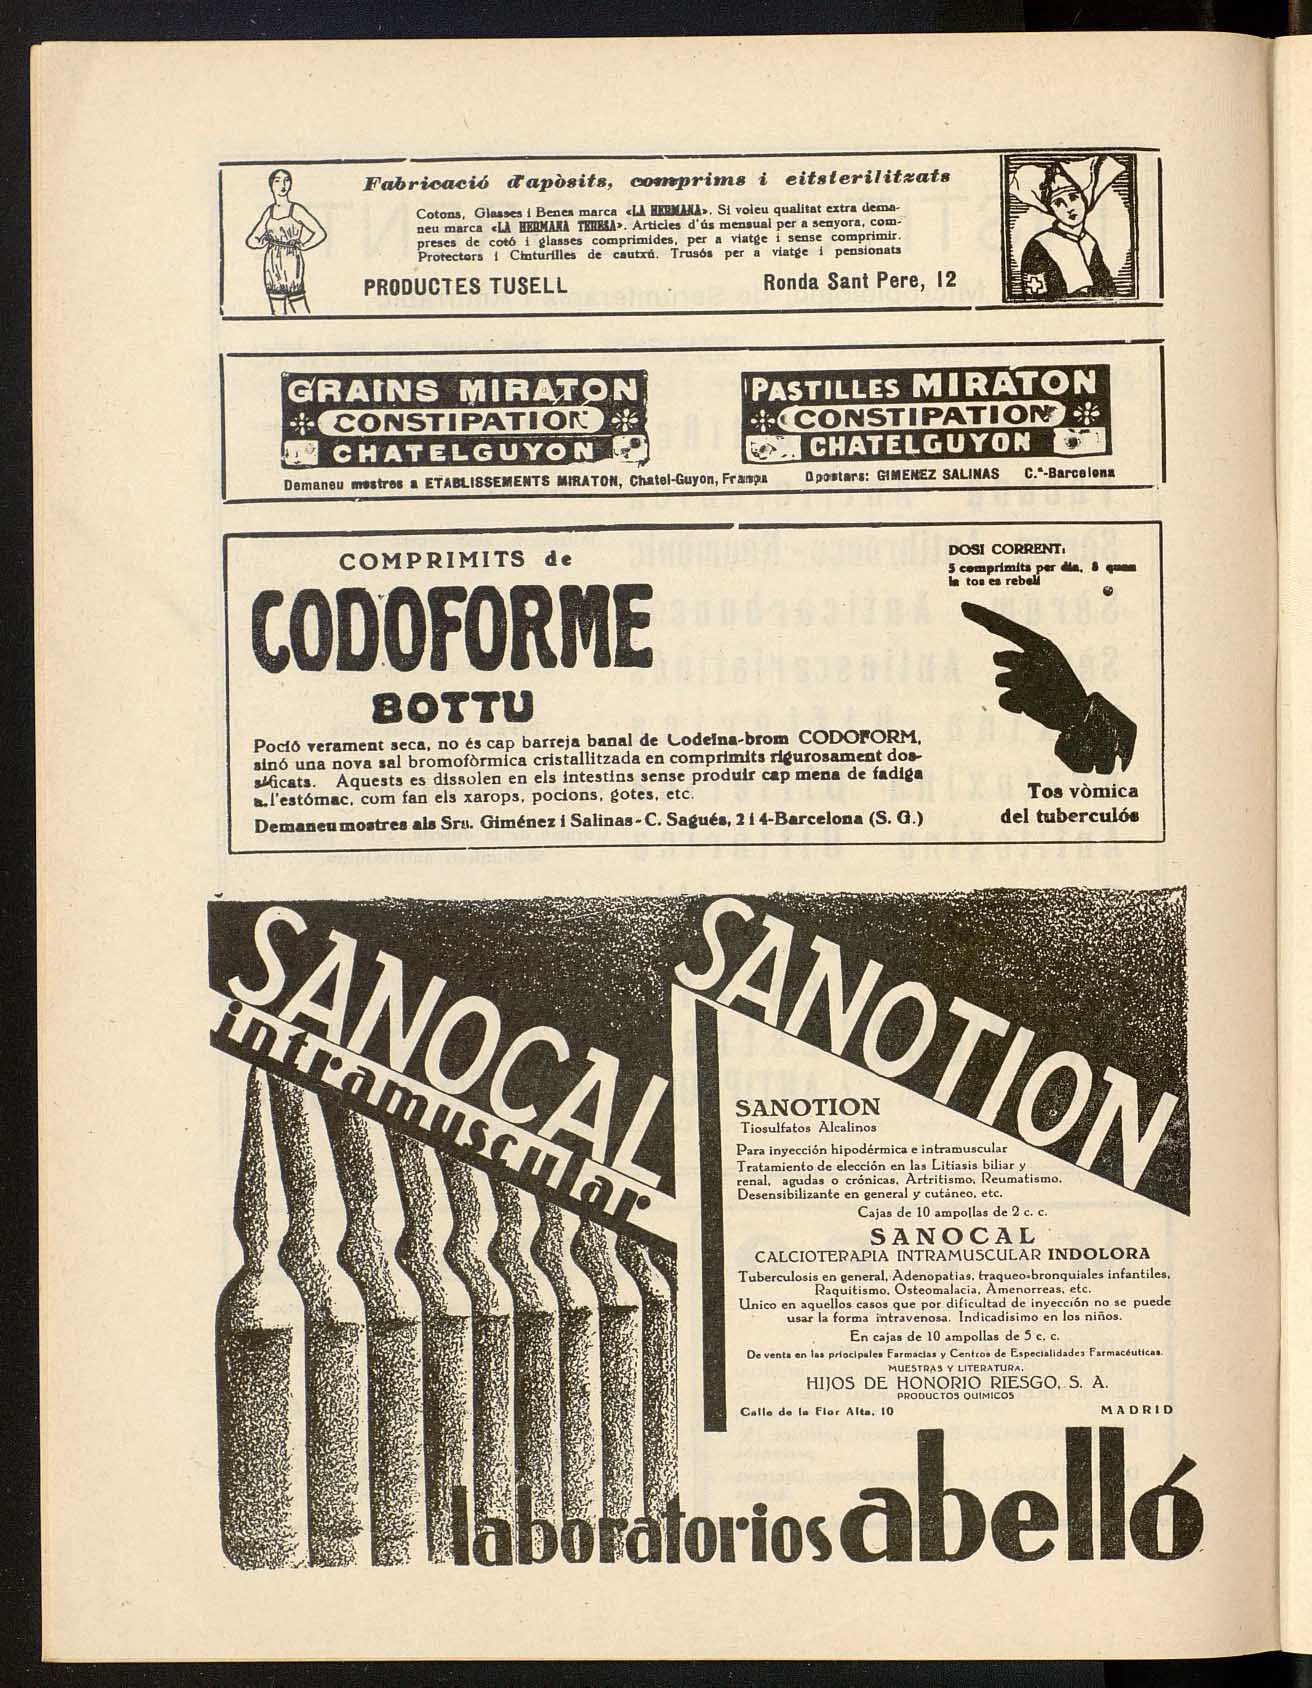 Fabricació d'apòsits, comprims i eitsterilitzats
Cotons, Glasses i Benes marca «LA HERMANA». Si voleu qualitat extra dema-
neu marca «LA HERMANA TERESA». Articles d'ús mensual per a senyora, com-
preses de cotó i glasses comprimides, per a viatge i sense comprimir.
Protectors i Cinturilles de cautxú. Trusós per a viatge i pensionats
PRODUCTES TUSELL Ronda Sant Pere, 12
GRAINS MIRATON
CONSTIPATION
CHATELGUYON
PASTILLES MIRATON
CONSTIPATION
CHATELGUYON
Demaneu mostres a ETABLISSEMENTS MIRATON, Chatel-Guyon, França
GIMENEZ SALINAS C.ª-Barcelona
COMPRIMITS de
CODOFORME
BOTTU
DOSI CORRENT:
5 comprimits per dia, 8 quan
la tos es rebell
Poció verament seca, no és cap barreja banal de Codeína-brom CODOFORM,
sinó una nova sal bromofòrmica cristallitzada en comprimits rigurosament dos-
sificats. Aquests es dissolen en els intestins sense produir cap mena de fadiga
a l'estómac, com fan els xarops, pocions, gotes, etc.
Demaneu mostres als Srs. Giménez i Salinas-C. Sagués, 2 i 4-Barcelona (S. G.)
Tos vòmica
del tuberculós
SANOCAL
intramuscular
SANOTION
SANOTION
Tiosulfatos Alcalinos
Para inyección hipodérmica e intramuscular
Tratamiento de elección en las Litiasis biliar y
renal, agudas o crónicas, Artritismo, Reumatismo.
Desensibilizante en general y cutáneo, etc.
Cajas de 10 ampollas de 2 c. c.
SANOCAL
CALCIOTERAPIA INTRAMUSCULAR INDOLORA
Tuberculosis en general, Adenopatias, traqueo-bronquiales infantiles,
Raquitismo, Osteomalacia, Amenorreas, etc.
Unico en aquellos casos que por dificultad de inyección no se puede
usar la forma intravenosa. Indicadísimo en los niños.
En cajas de 10 ampollas de 5 c. c.
De venta en las principales Farmacias y Centros de Especialidades Farmacéuticas.
MUESTRAS Y LITERATURA,
HIJOS DE HONORIO RIESGO, S. A.
PRODUCTOS QUÍMICOS
Calle de la Flor Alta, 10 MADRID
laboratorios abelló